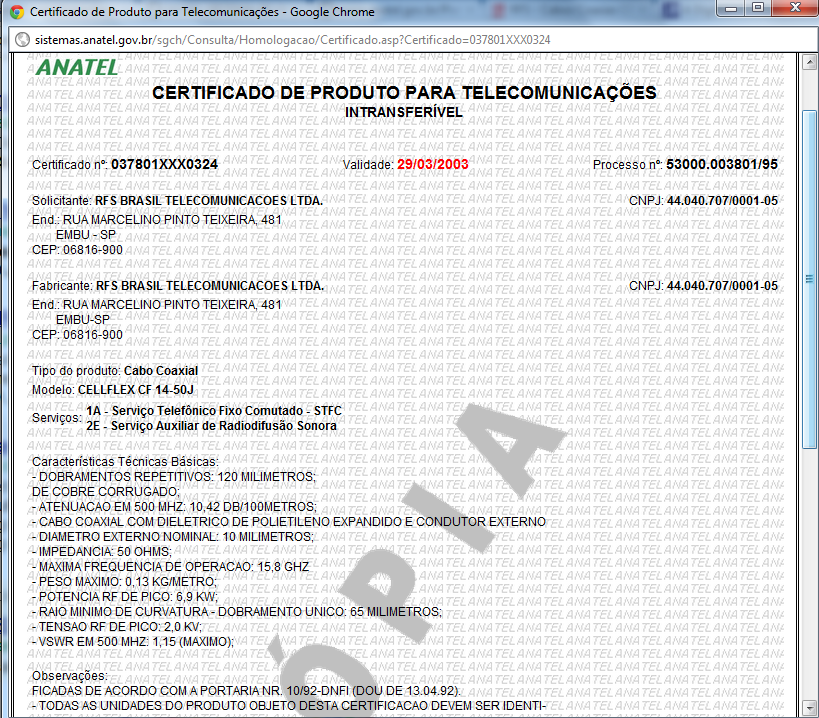 Certificado de Produto para Telecomunicações - Google Chrome
sistemas.anatel.gov.br/sgch/Consulta/Homologacao/Certificado.asp?Certificado=037801XXX0324
ANATEL
CERTIFICADO DE PRODUTO PARA TELECOMUNICAÇÕES
INTRANSFERÍVEL
Certificado nº: 037801XXX0324 Validade: 29/03/2003 Processo nº: 53000.003801/95
Solicitante: RFS BRASIL TELECOMUNICACOES LTDA. CNPJ: 44.040.707/0001-05
End.: RUA MARCELINO PINTO TEIXEIRA, 481
EMBU - SP
CEP: 06816-900
Fabricante: RFS BRASIL TELECOMUNICACOES LTDA. CNPJ: 44.040.707/0001-05
End.: RUA MARCELINO PINTO TEIXEIRA, 481
EMBU-SP
CEP: 06816-900
Tipo do produto: Cabo Coaxial
Modelo: CELLFLEX CF 14-50J
Serviços: 1A - Serviço Telefônico Fixo Comutado - STFC
2E - Serviço Auxiliar de Radiodifusão Sonora
Características Técnicas Básicas:
- DOBRAMENTOS REPETITIVOS: 120 MILIMETROS;
DE COBRE CORRUGADO;
- ATENUACAO EM 500 MHZ: 10,42 DB/100METROS;
- CABO COAXIAL COM DIELETRICO DE POLIETILENO EXPANDIDO E CONDUTOR EXTERNO
- DIAMETRO EXTERNO NOMINAL: 10 MILIMETROS;
- IMPEDANCIA: 50 OHMS;
- MAXIMA FREQUENCIA DE OPERACAO: 15,8 GHZ
- PESO MAXIMO: 0,13 KG/METRO;
- POTENCIA RF DE PICO: 6,9 KW;
- RAIO MINIMO DE CURVATURA - DOBRAMENTO UNICO: 65 MILIMETROS;
- TENSAO RF DE PICO: 2,0 KV;
- VSWR EM 500 MHZ: 1,15 (MAXIMO);
Observações:
FICADAS DE ACORDO COM A PORTARIA NR. 10/92-DNFI (DOU DE 13.04.92).
- TODAS AS UNIDADES DO PRODUTO OBJETO DESTA CERTIFICACAO DEVEM SER IDENTI-
ÓPIA